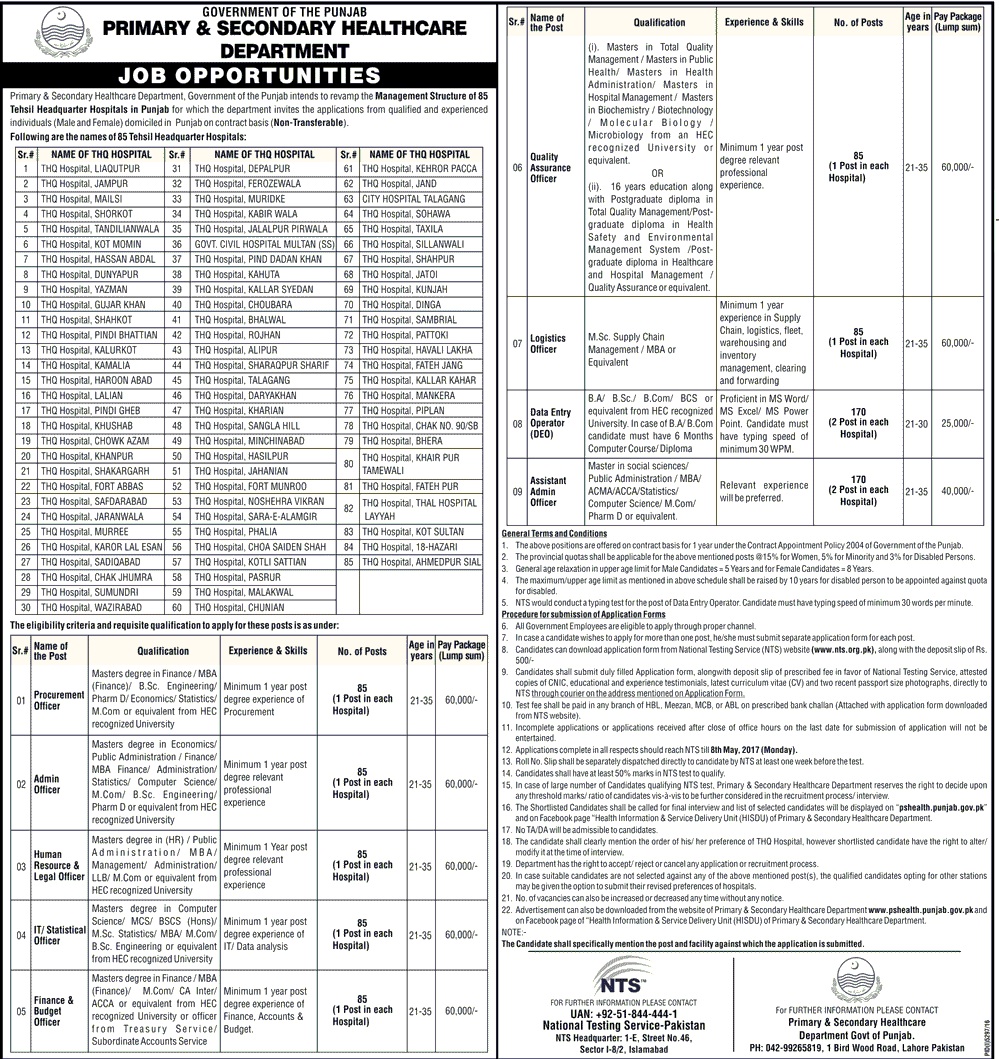 GOVERNMENT OF THE PUNJAB
PRIMARY & SECONDARY HEALTHCARE
DEPARTMENT
JOB OPPORTUNITIES
Primary & Secondary Healthcare Department, Government of the Punjab intends to revamp the Management Structure of 85
Tehsil Headquarter Hospitals in Punjab for which the department invites the applications from qualified and experienced
individuals (Male and Female) domiciled in Punjab on contract basis (Non-Transferable).
Following are the names of 85 Tehsil Headquarter Hospitals:
Sr.# NAME OF THQ HOSPITAL Sr.# NAME OF THQ HOSPITAL Sr.# NAME OF THQ HOSPITAL
1 THQ Hospital, LIAQUTPUR 31 THQ Hospital, DEPALPUR 61 THQ Hospital, KEHROR PACCA
2 THQ Hospital, JAMPUR 32 THQ Hospital, FEROZEWALA 62 THQ Hospital, JAND
3 THQ Hospital, MAILSI 33 THQ Hospital, MURIDKE 63 CITY HOSPITAL TALAGANG
4 THQ Hospital, SHORKOT 34 THQ Hospital, KABIR WALA 64 THQ Hospital, SOHAWA
5 THQ Hospital, TANDILIANWALA 35 THQ Hospital, JALALPUR PIRWALA 65 THQ Hospital, TAXILA
6 THQ Hospital, KOT MOMIN 36 GOVT. CIVIL HOSPITAL MULTAN (SS) 66 THQ Hospital, SILLANWALI
7 THQ Hospital, HASSAN ABDAL 37 THQ Hospital, PIND DADAN KHAN 67 THQ Hospital, SHAHPUR
8 THQ Hospital, DUNYAPUR 38 THQ Hospital, KAHUTA 68 THQ Hospital, JATOI
9 THQ Hospital, YAZMAN 39 THQ Hospital, KALLAR SYEDAN 69 THQ Hospital, KUNJAH
10 THQ Hospital, GUJAR KHAN 40 THQ Hospital, CHOUBARA 70 THQ Hospital, DINGA
11 THQ Hospital, SHAHKOT 41 THQ Hospital, BHALWAL 71 THQ Hospital, SAMBRIAL
12 THQ Hospital, PINDI BHATTIAN 42 THQ Hospital, ROJHAN 72 THQ Hospital, PATTOKI
13 THQ Hospital, KALURKOT 43 THQ Hospital, ALIPUR 73 THQ Hospital, HAVALI LAKHA
14 THQ Hospital, KAMALIA 44 THQ Hospital, SHARAQPUR SHARIF 74 THQ Hospital, FATEH JANG
15 THQ Hospital, HAROON ABAD 45 THQ Hospital, TALAGANG 75 THQ Hospital, KALLAR KAHAR
16 THQ Hospital, LALIAN 46 THQ Hospital, DARYAKHAN 76 THQ Hospital, MANKERA
17 THQ Hospital, PINDI GHEB 47 THQ Hospital, KHARIAN 77 THQ Hospital, PIPLAN
18 THQ Hospital, KHUSHAB 48 THQ Hospital, SANGLA HILL 78 THQ Hospital, CHAK NO. 90/SB
19 THQ Hospital, CHOWK AZAM 49 THQ Hospital, MINCHINABAD 79 THQ Hospital, BHERA
20 THQ Hospital, KHANPUR 50 THQ Hospital, HASILPUR 80 THQ Hospital, KHAIR PUR
21 THQ Hospital, SHAKARGARH 51 THQ Hospital, JAHANIAN TAMEWALI
22 THQ Hospital, FORT ABBAS 52 THQ Hospital, FORT MUNROO 81 THQ Hospital, FATEH PUR
23 THQ Hospital, SAFDARABAD 53 THQ Hospital, NOSHEHRA VIKRAN 82 THQ Hospital, THAL HOSPITAL
24 THQ Hospital, JARANWALA 54 THQ Hospital, SARA-E-ALAMGIR LAYYAH
25 THQ Hospital, MURREE 55 THQ Hospital, PHALIA 83 THQ Hospital, KOT SULTAN
26 THQ Hospital, KAROR LAL ESAN 56 THQ Hospital, CHOA SAIDEN SHAH 84 THQ Hospital, 18-HAZARI
27 THQ Hospital, SADIQABAD 57 THQ Hospital, KOTLI SATTIAN 85 THQ Hospital, AHMEDPUR SIAL
28 THQ Hospital, CHAK JHUMRA 58 THQ Hospital, PASRUR
29 THQ Hospital, SUMUNDRI 59 THQ Hospital, MALAKWAL
30 THQ Hospital, WAZIRABAD 60 THQ Hospital, CHUNIAN
The eligibility criteria and requisite qualification to apply for these posts is as under:
Sr.# Name of the Post Qualification Experience & Skills No. of Posts Age in years Pay Package (Lump sum)
01 Procurement Officer
Masters degree in Finance / MBA
(Finance)/ B.Sc. Engineering/
Pharm D/ Economics/ Statistics/
M.Com or equivalent from HEC
recognized University
Minimum 1 year post
degree experience of
Procurement
85
(1 Post in each
Hospital)
21-35 60,000/-
02 Admin Officer
Masters degree in Economics/
Public Administration / Finance/
MBA Finance/ Administration/
Statistics/ Computer Science/
M.Com/ B.Sc. Engineering/
Pharm D or equivalent from HEC
recognized University
Minimum 1 year post
degree relevant
professional
experience
85
(1 Post in each
Hospital)
21-35 60,000/-
03 Human Resource & Legal Officer
Masters degree in (HR) / Public
Administration/ MBA/
Management/ Administration/
LLB/ M.Com or equivalent from
HEC recognized University
Minimum 1 Year post
degree relevant
professional
experience
85
(1 Post in each
Hospital)
21-35 60,000/-
04 IT/ Statistical Officer
Masters degree in Computer
Science/ MCS/ BSCS (Hons)/
M.Sc. Statistics/ MBA/ M.Com/
B.Sc. Engineering or equivalent
from HEC recognized University
Minimum 1 year post
degree experience of
IT/ Data analysis
85
(1 Post in each
Hospital)
21-35 60,000/-
05 Finance & Budget Officer
Masters degree in Finance / MBA
(Finance)/ M.Com/ CA Inter/
ACCA or equivalent from HEC
recognized University or officer
from Treasury Service/
Subordinate Accounts Service
Minimum 1 year post
degree experience of
Finance, Accounts &
Budget.
85
(1 Post in each
Hospital)
21-35 60,000/-
Sr.# Name of the Post Qualification Experience & Skills No. of Posts Age in years Pay Package (Lump sum)
06 Quality Assurance Officer
(i). Masters in Total Quality
Management / Masters in Public
Health/ Masters in Health
Administration/ Masters in
Hospital Management / Masters
in Biochemistry / Biotechnology
/ Molecular Biology /
Microbiology from an HEC
recognized University or
equivalent.
OR
(ii). 16 years education along
with Postgraduate diploma in
Total Quality Management/Post-
graduate diploma in Health
Safety and Environmental
Management System /Post-
graduate diploma in Healthcare
and Hospital Management /
Quality Assurance or equivalent.
Minimum 1 year post
degree relevant
professional
experience.
85
(1 Post in each
Hospital)
21-35 60,000/-
07 Logistics Officer
M.Sc. Supply Chain
Management / MBA or
Equivalent
Minimum 1 year
experience in Supply
Chain, logistics, fleet,
warehousing and
inventory
management, clearing
and forwarding
85
(1 Post in each
Hospital)
21-35 60,000/-
08 Data Entry Operator (DEO)
B.A/ B.Sc./ B.Com/ BCS or
equivalent from HEC recognized
University. In case of B.A/ B.Com
candidate must have 6 Months
Computer Course/ Diploma
Proficient in MS Word/
MS Excel/ MS Power
Point. Candidate must
have typing speed of
minimum 30 WPM.
170
(2 Post in each
Hospital)
21-30 25,000/-
09 Assistant Admin Officer
Master in social sciences/
Public Administration / MBA/
ACMA/ACCA/Statistics/
Computer Science/ M.Com/
Pharm D or equivalent.
Relevant experience
will be preferred.
170
(2 Post in each
Hospital)
21-35 40,000/-
General Terms and Conditions
1. The above positions are offered on contract basis for 1 year under the Contract Appointment Policy 2004 of Government of the Punjab.
2. The provincial quotas shall be applicable for the above mentioned posts @15% for Women, 5% for Minority and 3% for Disabled Persons.
3. General age relaxation in upper age limit for Male Candidates = 5 Years and for Female Candidates = 8 Years.
4. The maximum/upper age limit as mentioned in above schedule shall be raised by 10 years for disabled person to be appointed against quota
for disabled.
5. NTS would conduct a typing test for the post of Data Entry Operator. Candidate must have typing speed of minimum 30 words per minute.
Procedure for submission of Application Forms
6. All Government Employees are eligible to apply through proper channel.
7. In case a candidate wishes to apply for more than one post, he/she must submit separate application form for each post.
8. Candidates can download application form from National Testing Service (NTS) website (www.nts.org.pk), along with the deposit slip of Rs.
500/-
9. Candidates shall submit duly filled Application form, alongwith deposit slip of prescribed fee in favor of National Testing Service, attested
copies of CNIC, educational and experience testimonials, latest curriculum vitae (CV) and two recent passport size photographs, directly to
NTS through courier on the address mentioned on Application Form.
10. Test fee shall be paid in any branch of HBL, Meezan, MCB, or ABL on prescribed bank challan (Attached with application form downloaded
from NTS website).
11. Incomplete applications or applications received after close of office hours on the last date for submission of application will not be
entertained.
12. Applications complete in all respects should reach NTS till 8th May, 2017 (Monday).
13. Roll No. Slip shall be separately dispatched directly to candidate by NTS at least one week before the test.
14. Candidates shall have at least 50% marks in NTS test to qualify.
15. In case of large number of Candidates qualifying NTS test, Primary & Secondary Healthcare Department reserves the right to decide upon
any threshold marks/ ratio of candidates vis-à-vis to be further considered in the recruitment process/ interview.
16. The Shortlisted Candidates shall be called for final interview and list of selected candidates will be displayed on "pshealth.punjab.gov.pk"
and on Facebook page "Health Information & Service Delivery Unit (HISDU) of Primary & Secondary Healthcare Department.
17. No TA/DA will be admissible to candidates.
18. The candidate shall clearly mention the order of his/ her preference of THQ Hospital, however shortlisted candidate have the right to alter/
modify it at the time of interview.
19. Department has the right to accept/ reject or cancel any application or recruitment process.
20. In case suitable candidates are not selected against any of the above mentioned post(s), the qualified candidates opting for other stations
may be given the option to submit their revised preferences of hospitals.
21. No. of vacancies can also be increased or decreased any time without any notice.
22. Advertisement can also be downloaded from the website of Primary & Secondary Healthcare Department www.pshealth.punjab.gov.pk and
on Facebook page of "Health Information & Service Delivery Unit (HISDU) of Primary & Secondary Healthcare Department.
NOTE:-
The Candidate shall specifically mention the post and facility against which the application is submitted.
NTS
FOR FURTHER INFORMATION PLEASE CONTACT
UAN: +92-51-844-444-1
National Testing Service-Pakistan
NTS Headquarter: 1-E, Street No.46,
Sector I-8/2, Islamabad
For FURTHER INFORMATION PLEASE CONTACT
Primary & Secondary Healthcare
Department Govt of Punjab.
PH: 042-99265819, 1 Bird Wood Road, Lahore Pakistan